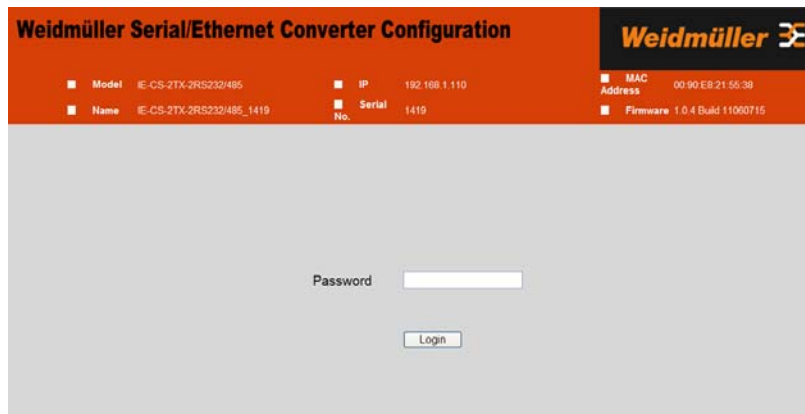 Weidmüller Serial/Ethernet Converter Configuration
Weidmüller
Model IE-CS-2TX-2RS232/485 IP 192.168.1.110 MAC Address 00:90:E8:21:55:38
Name IE-CS-2TX-2RS232/485_1419 Serial No. 1419 Firmware 1.0.4 Build 11060715
Password
Login